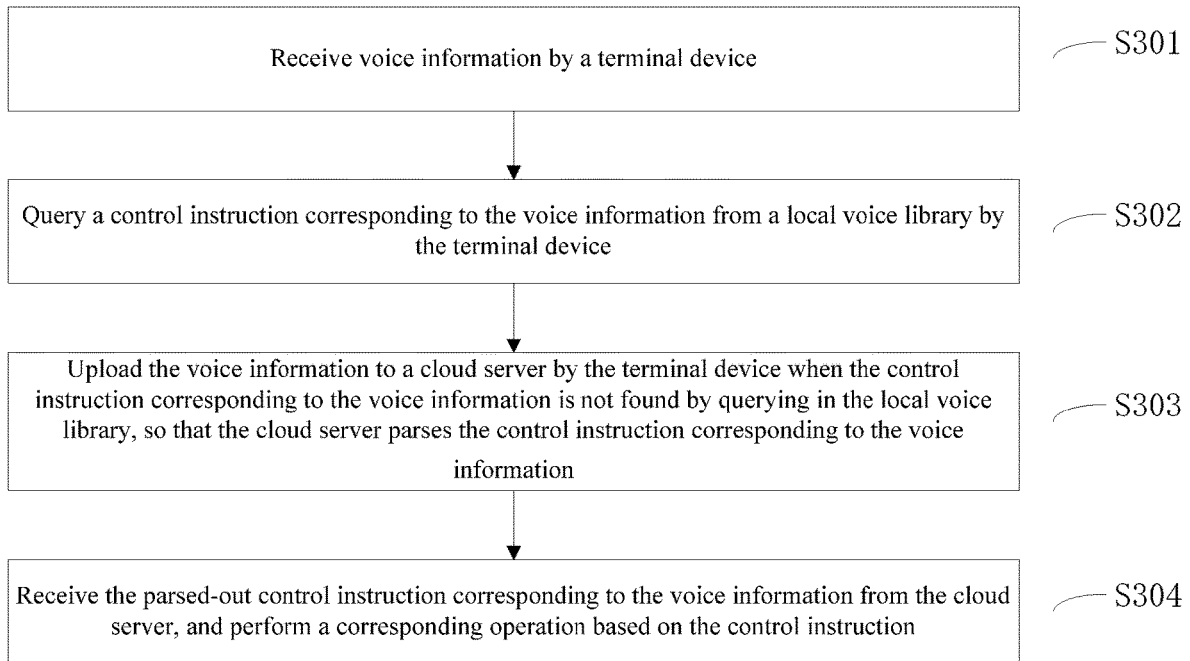 Receive voice information by a terminal device
S301
Query a control instruction corresponding to the voice information from a local voice library by
the terminal device
S302
Upload the voice information to a cloud server by the terminal device when the control
instruction corresponding to the voice information is not found by querying in the local voice
library, so that the cloud server parses the control instruction corresponding to the voice
information
S303
Receive the parsed-out control instruction corresponding to the voice information from the cloud
server, and perform a corresponding operation based on the control instruction
S304